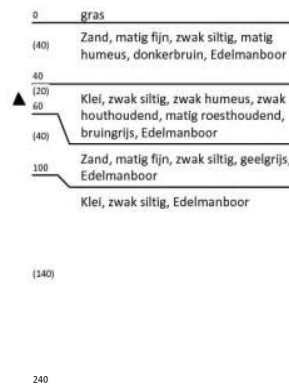 0 gras
(40) Zand, matig fijn, zwak siltig, matig
humeus, donkerbruin, Edelmanboor
40
(20) Klei, zwak siltig, zwak humeus, zwak
60 houthoudend, matig roesthoudend,
bruingrijs, Edelmanboor
(40)
Zand, matig fijn, zwak siltig, geelgrijs,
100 Edelmanboor
Klei, zwak siltig, Edelmanboor
(140)
240